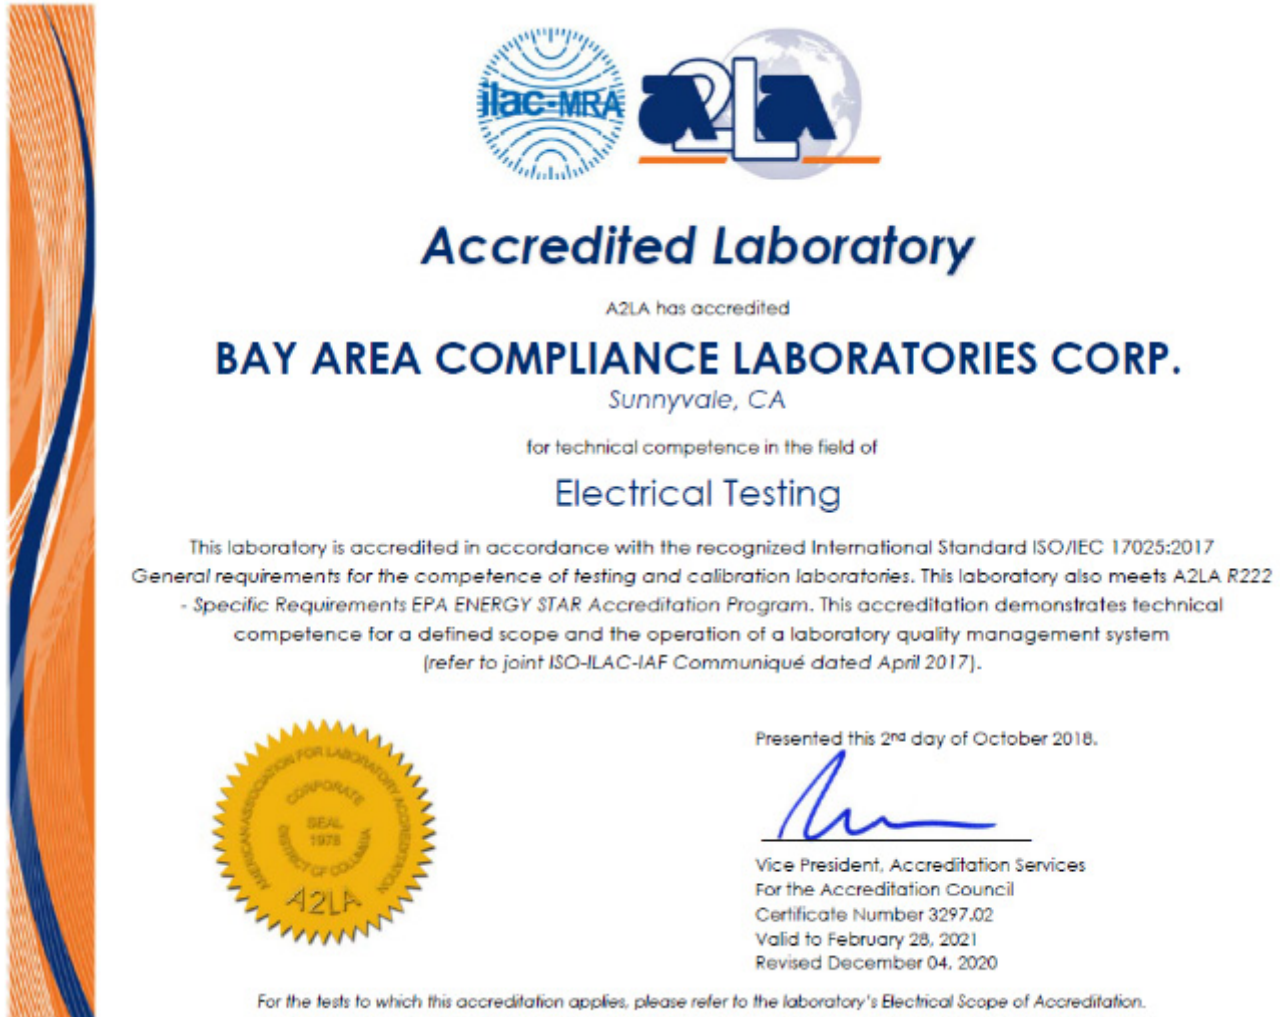 ilac-MRA
A2LA
Accredited Laboratory
A2LA has accredited
BAY AREA COMPLIANCE LABORATORIES CORP.
Sunnyvale, CA
for technical competence in the field of
Electrical Testing
This laboratory is accredited in accordance with the recognized International Standard ISO/IEC 17025:2017
General requirements for the competence of testing and calibration laboratories. This laboratory also meets A2LA R222
- Specific Requirements EPA ENERGY STAR Accreditation Program. This accreditation demonstrates technical
competence for a defined scope and the operation of a laboratory quality management system
(refer to joint ISO-ILAC-IAF Communiqué dated April 2017).
AMERICAN ASSOCIATION FOR LABORATORY ACCREDITATION
CORPORATE
SEAL
1978
DISTRICT OF COLUMBIA
A2LA
Presented this 2nd day of October 2018.
Vice President, Accreditation Services
For the Accreditation Council
Certificate Number 3297.02
Valid to February 28, 2021
Revised December 04, 2020
For the tests to which this accreditation applies, please refer to the laboratory's Electrical Scope of Accreditation.